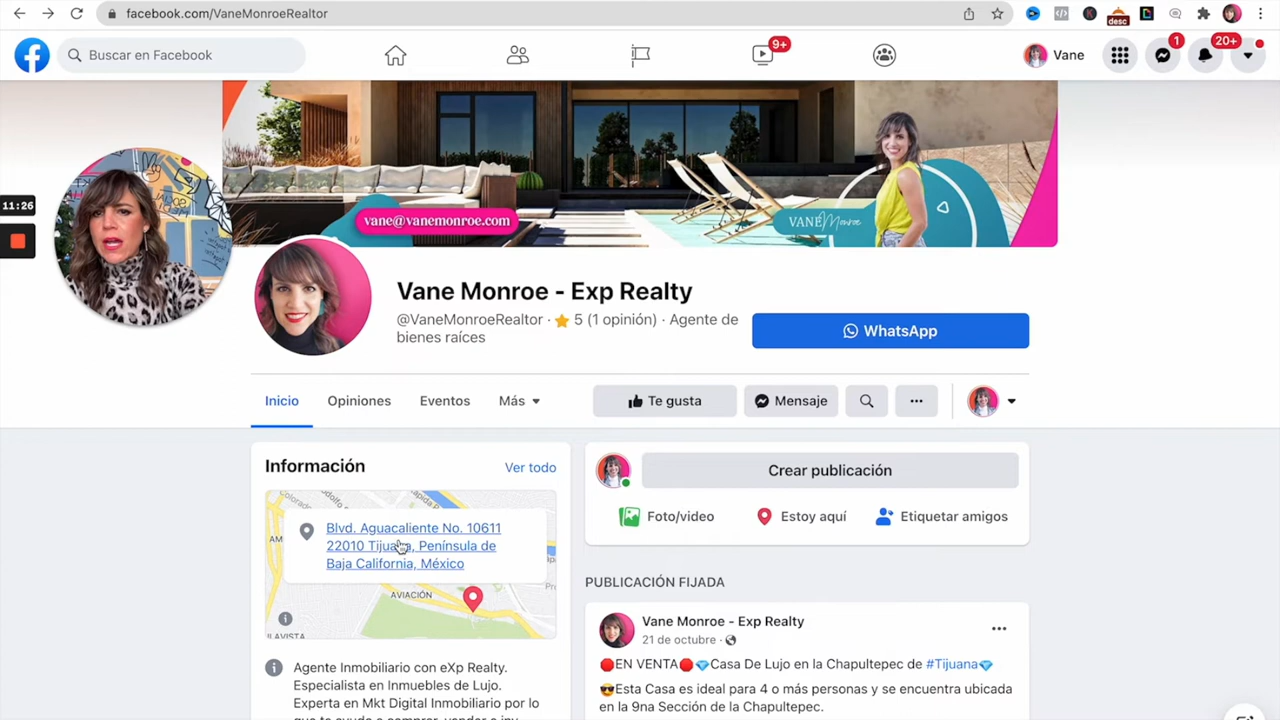 facebook.com/VaneMonroeRealtor
desc
Buscar en Facebook
9+
Vane
1
20+
11:26
vane@vanemonroe.com
VANE Monroe
Vane Monroe - Exp Realty
@VaneMonroeRealtor · 5 (1 opinión) · Agente de
bienes raíces
WhatsApp
Inicio
Opiniones
Eventos
Más
Te gusta
Mensaje
Información
Ver todo
Blvd. Aguacaliente No. 10611
22010 Tijuana, Península de
Baja California, México
AVIACIÓN
Agente Inmobiliario con eXp Realty.
Especialista en Inmuebles de Lujo.
Experta en Mkt Digital Inmobiliario por lo
Crear publicación
Foto/video
Estoy aquí
Etiquetar amigos
PUBLICACIÓN FIJADA
Vane Monroe - Exp Realty
21 de octubre ·
🛑EN VENTA🛑💎Casa De Lujo en la Chapultepec de #Tijuana💎
😎Esta Casa es ideal para 4 o más personas y se encuentra ubicada
en la 9na Sección de la Chapultepec.